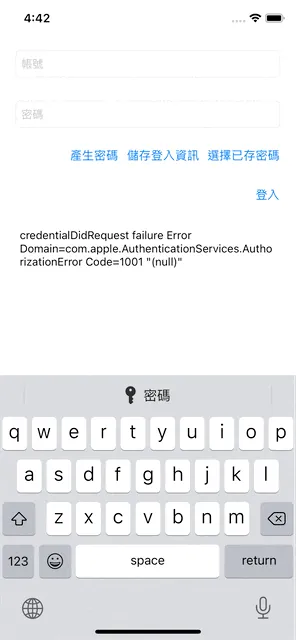 4:42
帳號
密碼
產生密碼 儲存登入資訊 選擇已存密碼
登入
credentialDidRequest failure Error
Domain=com.apple.AuthenticationServices.Autho
rizationError Code=1001 "(null)"
密碼
q w e r t y u i o p
a s d f g h j k l
z x c v b n m
123 space return